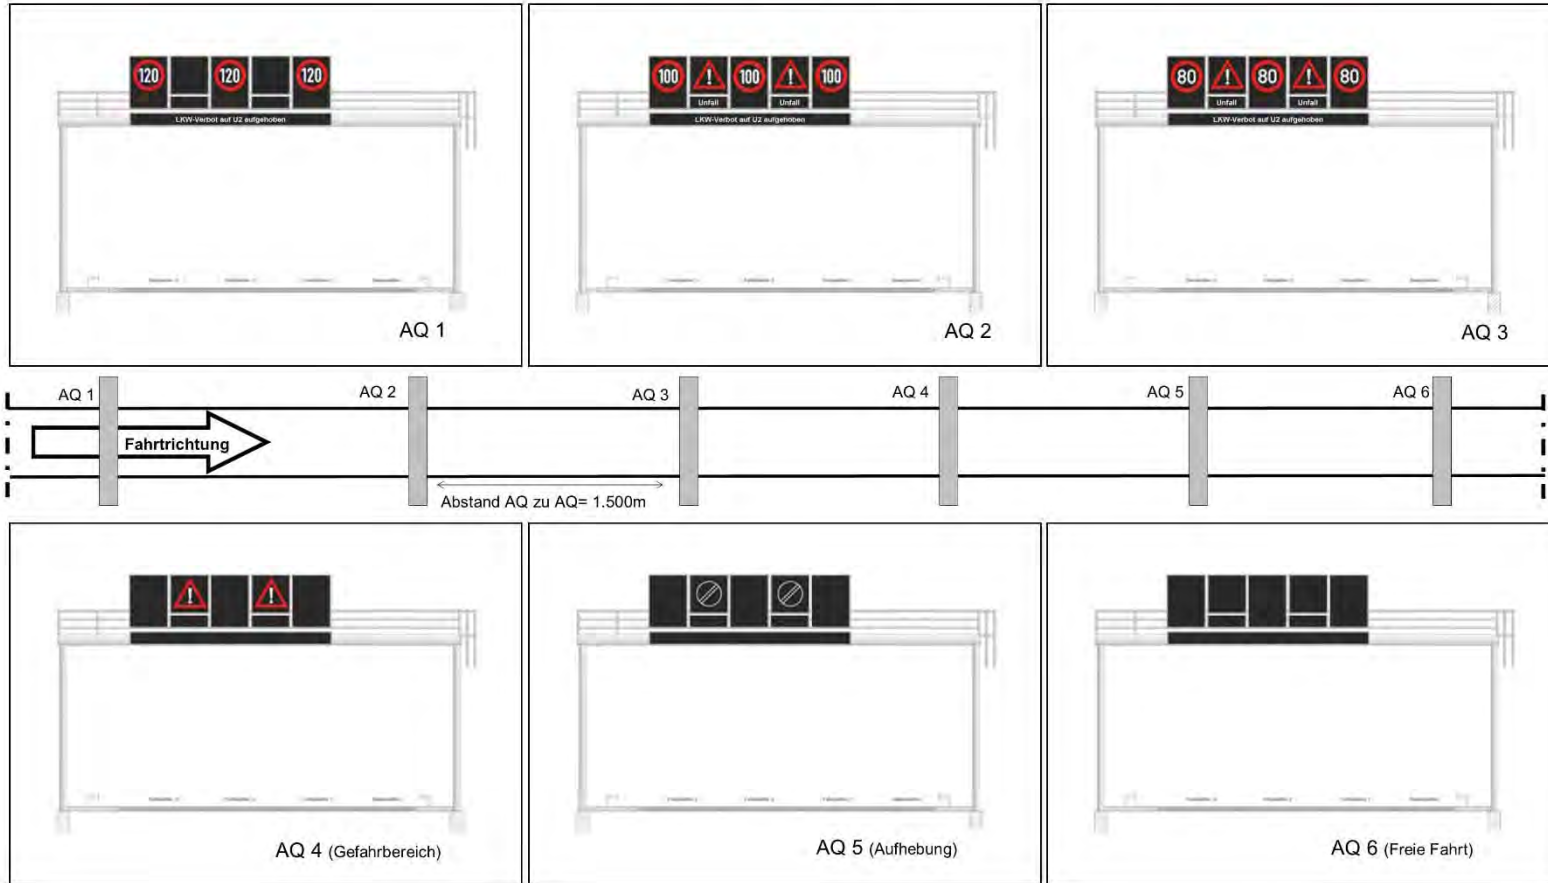 120
120
120
LKW-Verbot auf U2 aufgehoben
AQ 1
100
!
100
!
100
Unfall
Unfall
LKW-Verbot auf U2 aufgehoben
AQ 2
80
!
80
!
80
Unfall
Unfall
LKW-Verbot auf U2 aufgehoben
AQ 3
AQ 1
AQ 2
AQ 3
AQ 4
AQ 5
AQ 6
Fahrtrichtung
Abstand AQ zu AQ= 1.500m
!
!
AQ 4 (Gefahrbereich)
AQ 5 (Aufhebung)
AQ 6 (Freie Fahrt)